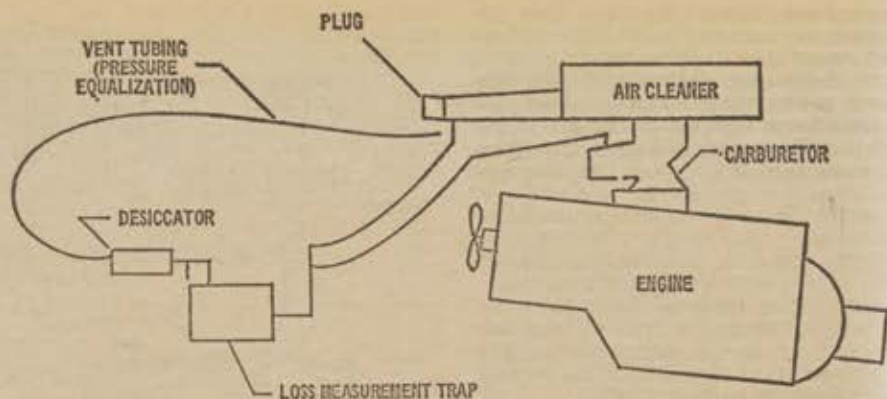 PLUG
VENT TUBING
(PRESSURE
EQUALIZATION)
AIR CLEANER
CARBURETOR
DESICCATOR
ENGINE
LOSS MEASUREMENT TRAP